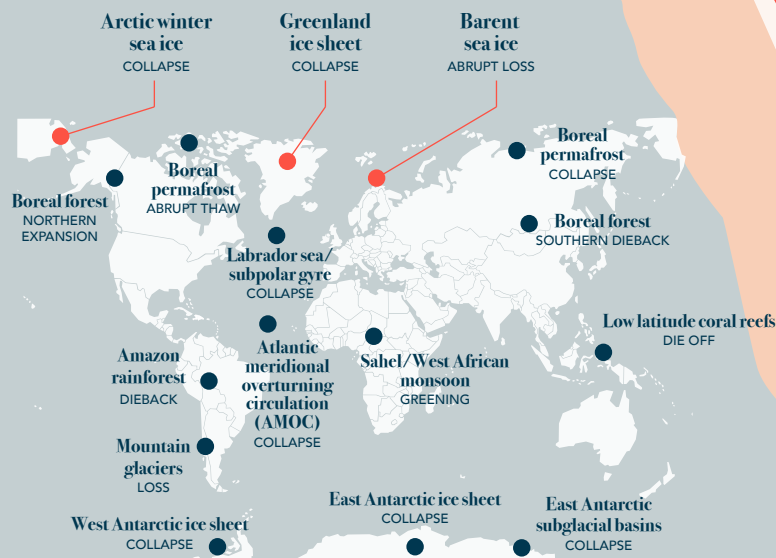 Arctic winter
sea ice
COLLAPSE
Greenland
ice sheet
COLLAPSE
Barent
sea ice
ABRUPT LOSS
Boreal
permafrost
COLLAPSE
Boreal
permafrost
ABRUPT THAW
Boreal forest
NORTHERN
EXPANSION
Boreal forest
SOUTHERN DIEBACK
Labrador sea/
subpolar gyre
COLLAPSE
Low latitude coral reefs
DIE OFF
Amazon
rainforest
DIEBACK
Atlantic
meridional
overturning
circulation
(AMOC)
COLLAPSE
Sahel/West African
monsoon
GREENING
Mountain
glaciers
LOSS
West Antarctic ice sheet
COLLAPSE
East Antarctic ice sheet
COLLAPSE
East Antarctic
subglacial basins
COLLAPSE